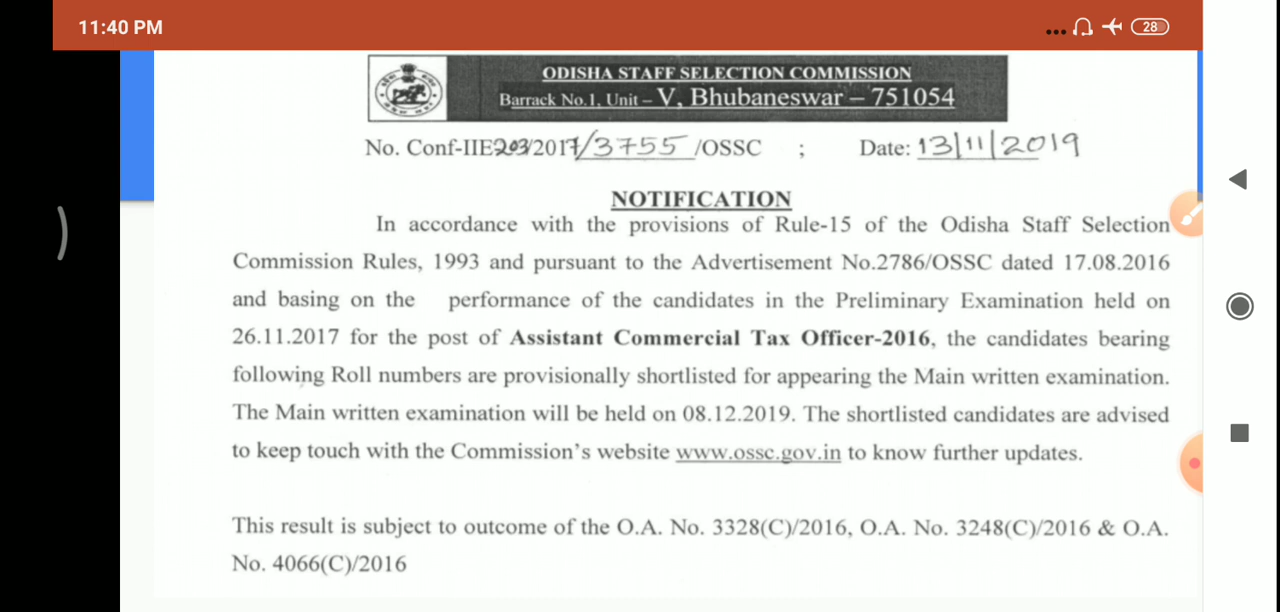 11:40 PM
28
ODISHA STAFF SELECTION COMMISSION
Barrack No.1, Unit – V, Bhubaneswar – 751054
No. Conf-IIE203/2017/3755/OSSC ; Date: 13/11/2019
NOTIFICATION
In accordance with the provisions of Rule-15 of the Odisha Staff Selection
Commission Rules, 1993 and pursuant to the Advertisement No.2786/OSSC dated 17.08.2016
and basing on the performance of the candidates in the Preliminary Examination held on
26.11.2017 for the post of Assistant Commercial Tax Officer-2016, the candidates bearing
following Roll numbers are provisionally shortlisted for appearing the Main written examination.
The Main written examination will be held on 08.12.2019. The shortlisted candidates are advised
to keep touch with the Commission's website www.ossc.gov.in to know further updates.
This result is subject to outcome of the O.A. No. 3328(C)/2016, O.A. No. 3248(C)/2016 & O.A.
No. 4066(C)/2016